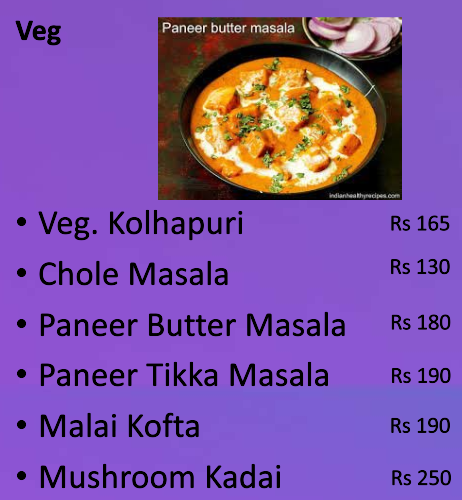 Veg
Paneer butter masala
indianhealthyrecipes.com
• Veg. Kolhapuri Rs 165
• Chole Masala Rs 130
• Paneer Butter Masala Rs 180
• Paneer Tikka Masala Rs 190
• Malai Kofta Rs 190
• Mushroom Kadai Rs 250